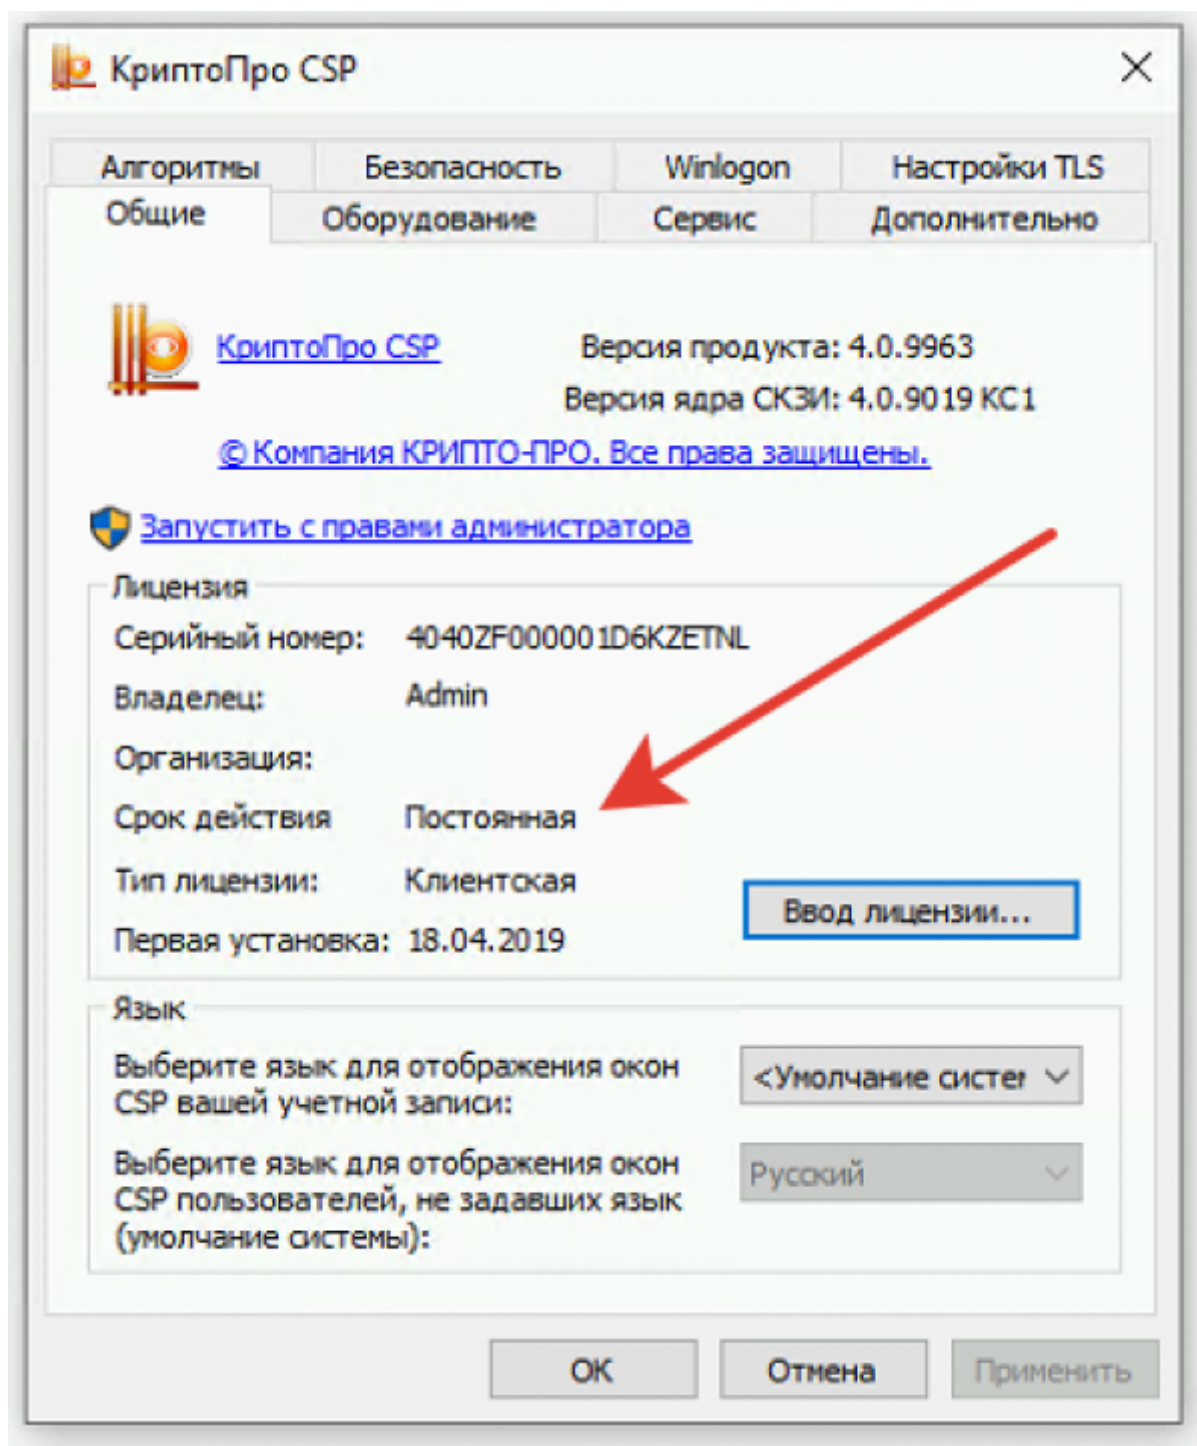 КриптоПро CSP
Алгоритмы Безопасность Winlogon Настройки TLS
Общие Оборудование Сервис Дополнительно
КриптоПро CSP Версия продукта: 4.0.9963
Версия ядра СКЗИ: 4.0.9019 КС1
© Компания КРИПТО-ПРО. Все права защищены.
Запустить с правами администратора
Лицензия
Серийный номер: 4040ZF000001D6KZETNL
Владелец: Admin
Организация:
Срок действия Постоянная
Тип лицензии: Клиентская
Ввод лицензии...
Первая установка: 18.04.2019
Язык
Выберите язык для отображения окон
CSP вашей учетной записи:
<Умолчание систем
Выберите язык для отображения окон
CSP пользователей, не задавших язык
(умолчание системы):
Русский
ОК Отмена Применить